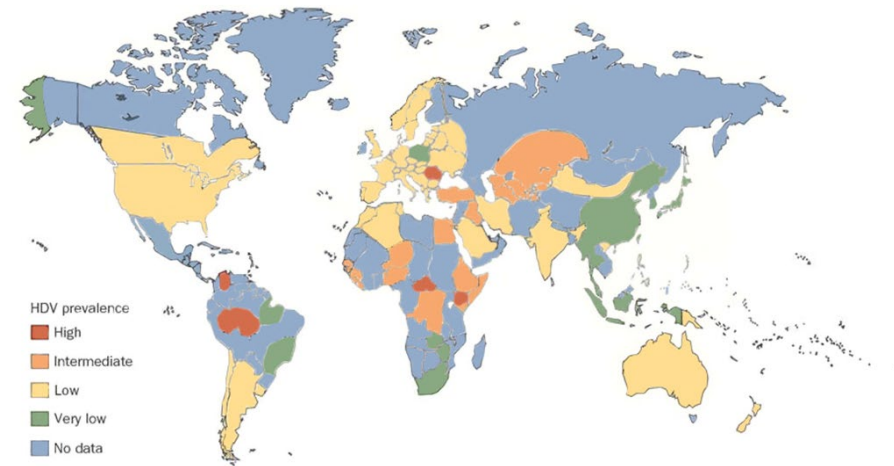 HDV prevalence
High
Intermediate
Low
Very low
No data